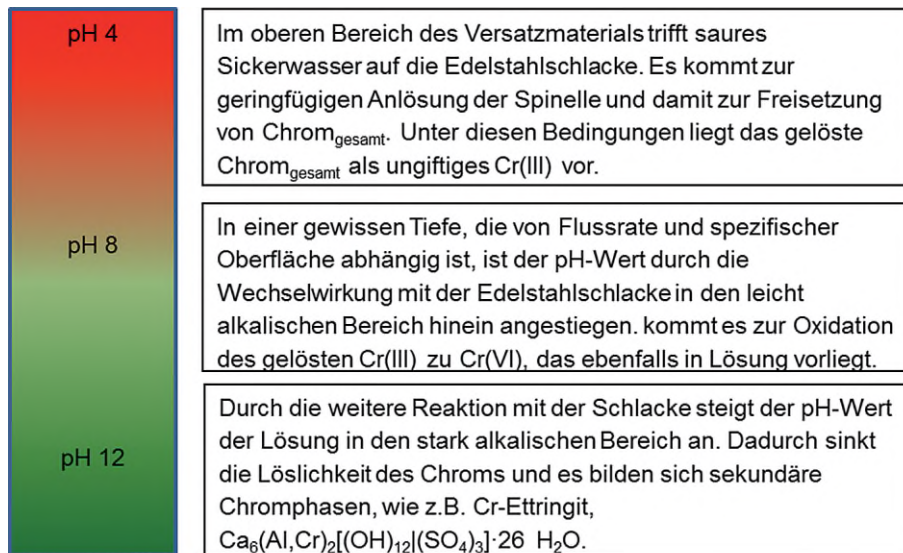 pH 4
Im oberen Bereich des Versatzmaterials trifft saures
Sickerwasser auf die Edelstahlschlacke. Es kommt zur
geringfügigen Anlösung der Spinelle und damit zur Freisetzung
von Chrom_gesamt. Unter diesen Bedingungen liegt das gelöste
Chrom_gesamt als ungiftiges Cr(III) vor.
pH 8
In einer gewissen Tiefe, die von Flussrate und spezifischer
Oberfläche abhängig ist, ist der pH-Wert durch die
Wechselwirkung mit der Edelstahlschlacke in den leicht
alkalischen Bereich hinein angestiegen. kommt es zur Oxidation
des gelösten Cr(III) zu Cr(VI), das ebenfalls in Lösung vorliegt.
pH 12
Durch die weitere Reaktion mit der Schlacke steigt der pH-Wert
der Lösung in den stark alkalischen Bereich an. Dadurch sinkt
die Löslichkeit des Chroms und es bilden sich sekundäre
Chromphasen, wie z.B. Cr-Ettringit,
Ca₆(Al,Cr)₂[(OH)₁₂|(SO₄)₃]·26 H₂O.